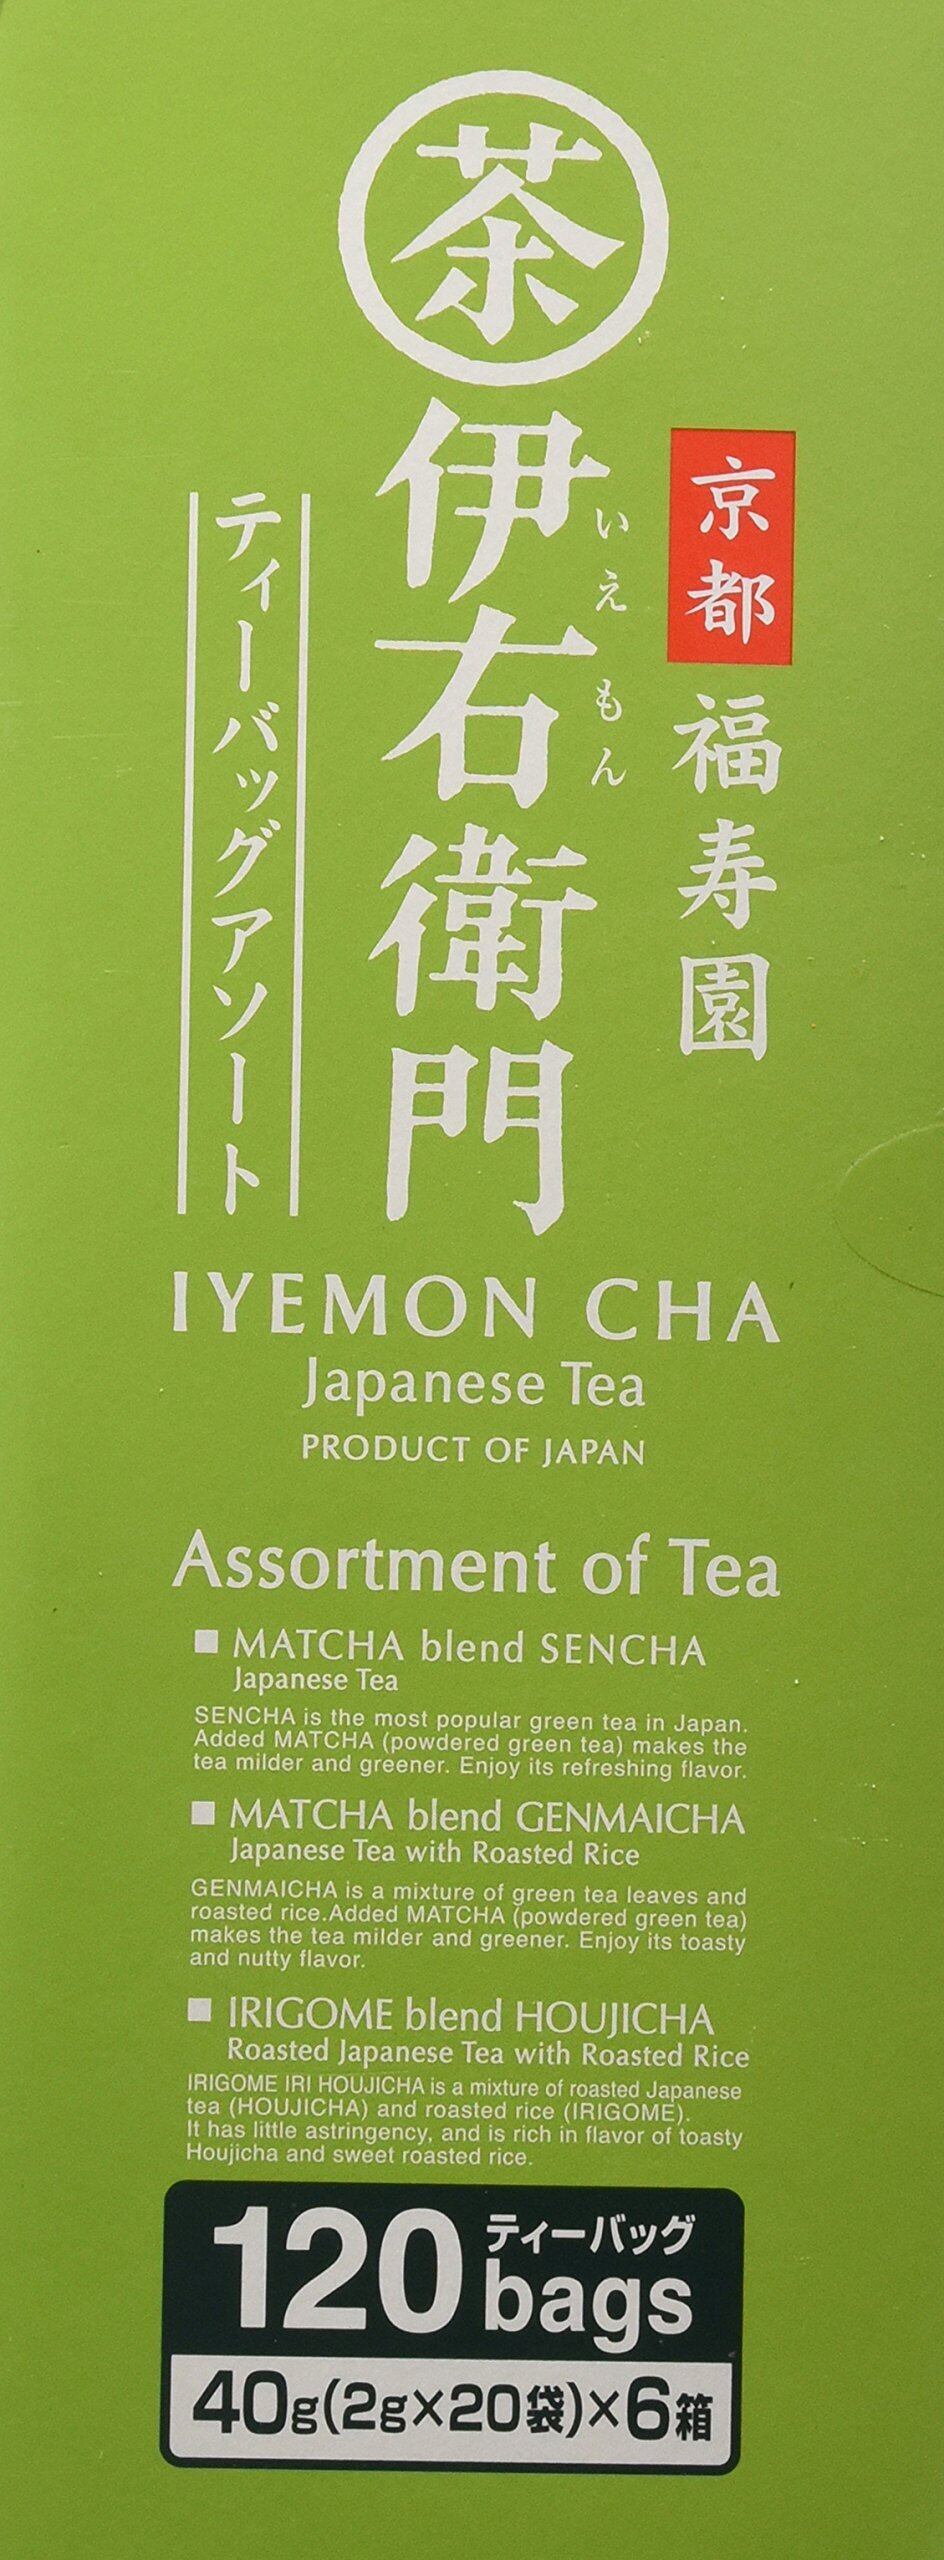 茶
京都 福寿園
伊右衛門
いえもん
ティーバッグアソート
IYEMON CHA
Japanese Tea
PRODUCT OF JAPAN
Assortment of Tea
■ MATCHA blend SENCHA
Japanese Tea
SENCHA is the most popular green tea in Japan.
Added MATCHA (powdered green tea) makes the
tea milder and greener. Enjoy its refreshing flavor.
■ MATCHA blend GENMAICHA
Japanese Tea with Roasted Rice
GENMAICHA is a mixture of green tea leaves and
roasted rice.Added MATCHA (powdered green tea)
makes the tea milder and greener. Enjoy its toasty
and nutty flavor.
■ IRIGOME blend HOUJICHA
Roasted Japanese Tea with Roasted Rice
IRIGOME IRI HOUJICHA is a mixture of roasted Japanese
tea (HOUJICHA) and roasted rice (IRIGOME).
It has little astringency, and is rich in flavor of toasty
Houjicha and sweet roasted rice.
120 ティーバッグ
bags
40g(2g×20袋)×6箱